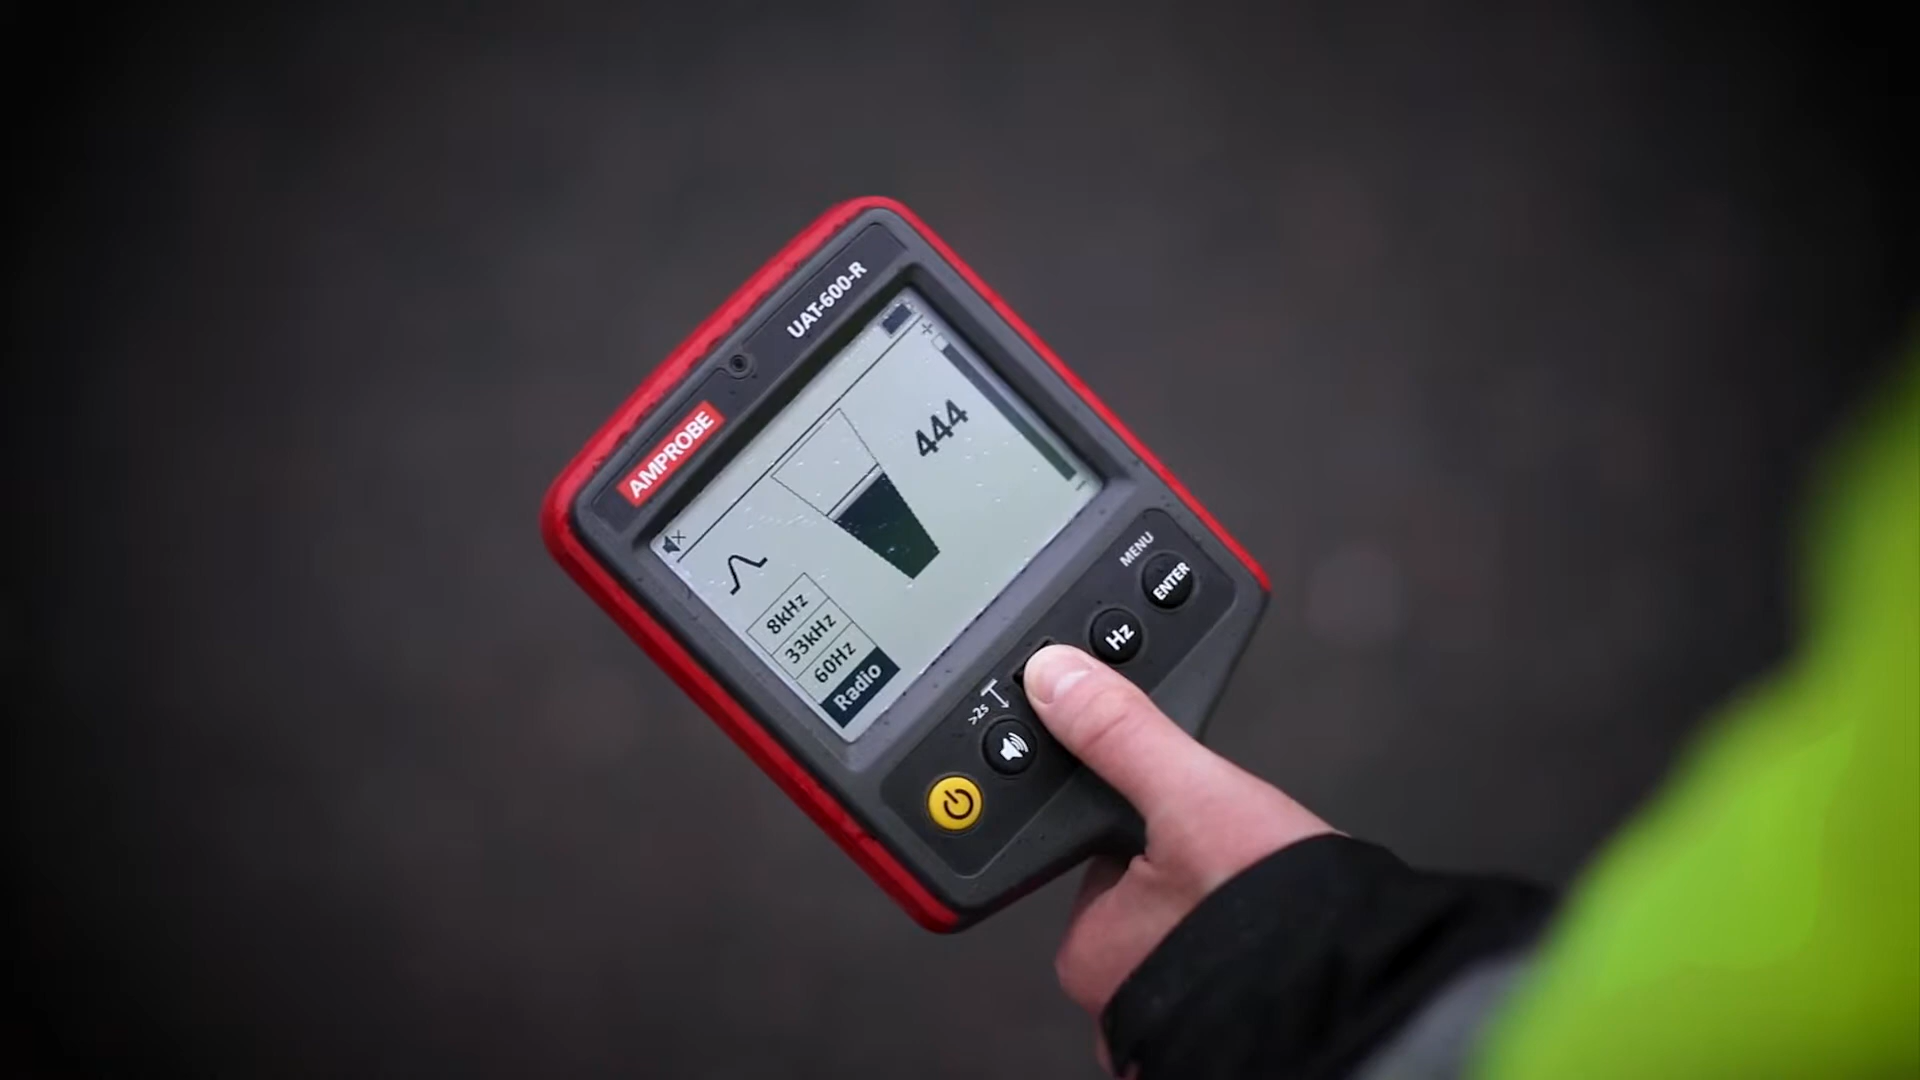 UAT-600-R
AMPROBE
444
8kHz
33kHz
60Hz
Radio
MENU
ENTER
Hz
>2s